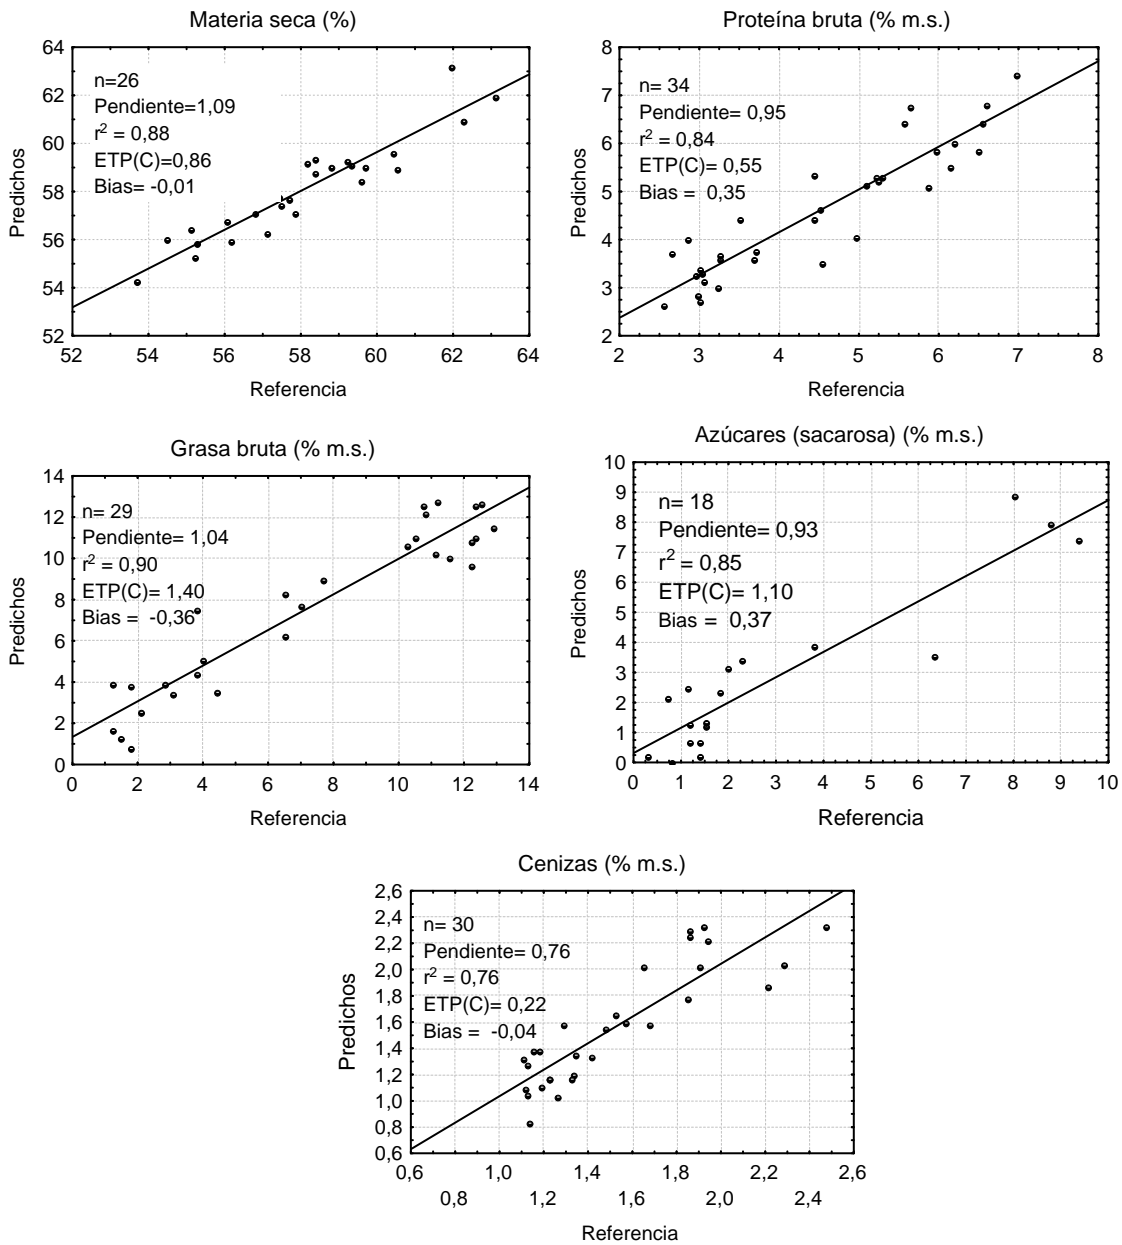 Materia seca (%)
64
62
60
58
56
54
52
Predichos
n=26
Pendiente=1,09
r² = 0,88
ETP(C)=0,86
Bias= -0,01
52 54 56 58 60 62 64
Referencia
Proteína bruta (% m.s.)
8
7
6
5
4
3
2
Predichos
n= 34
Pendiente= 0,95
r² = 0,84
ETP(C)= 0,55
Bias = 0,35
2 3 4 5 6 7 8
Referencia
Grasa bruta (% m.s.)
14
12
10
8
6
4
2
0
Predichos
n= 29
Pendiente= 1,04
r² = 0,90
ETP(C)= 1,40
Bias = -0,36
0 2 4 6 8 10 12 14
Referencia
Azúcares (sacarosa) (% m.s.)
10
9
8
7
6
5
4
3
2
1
0
Predichos
n= 18
Pendiente= 0,93
r² = 0,85
ETP(C)= 1,10
Bias = 0,37
0 1 2 3 4 5 6 7 8 9 10
Referencia
Cenizas (% m.s.)
2,6
2,4
2,2
2,0
1,8
1,6
1,4
1,2
1,0
0,8
0,6
Predichos
n= 30
Pendiente= 0,76
r² = 0,76
ETP(C)= 0,22
Bias = -0,04
0,6 1,0 1,4 1,8 2,2 2,6
0,8 1,2 1,6 2,0 2,4
Referencia